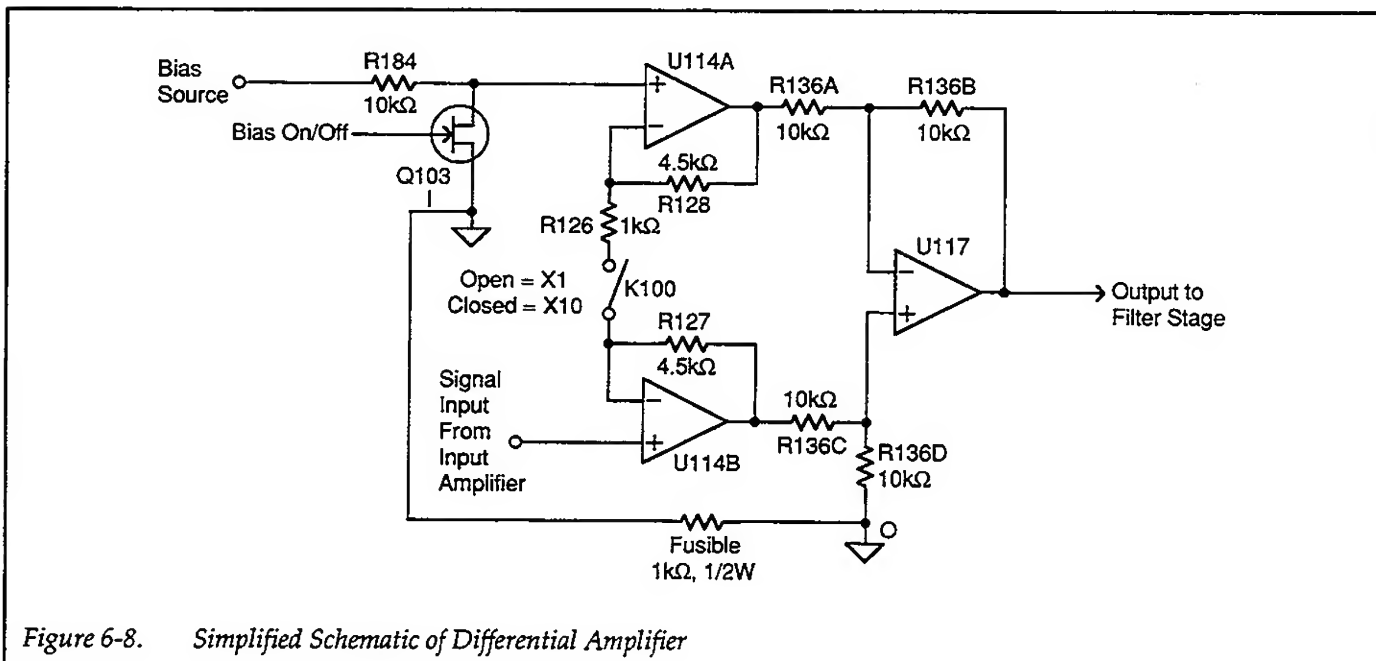 Bias
Source
R184
10kΩ
Bias On/Off
Q103
U114A
+
−
R136A
10kΩ
R136B
10kΩ
4.5kΩ
R128
R126
1kΩ
Open = X1
Closed = X10
K100
R127
4.5kΩ
U117
−
+
Output to
Filter Stage
Signal
Input
From
Input
Amplifier
−
+
U114B
10kΩ
R136C
R136D
10kΩ
Fusible
1kΩ, 1/2W
Figure 6-8. Simplified Schematic of Differential Amplifier